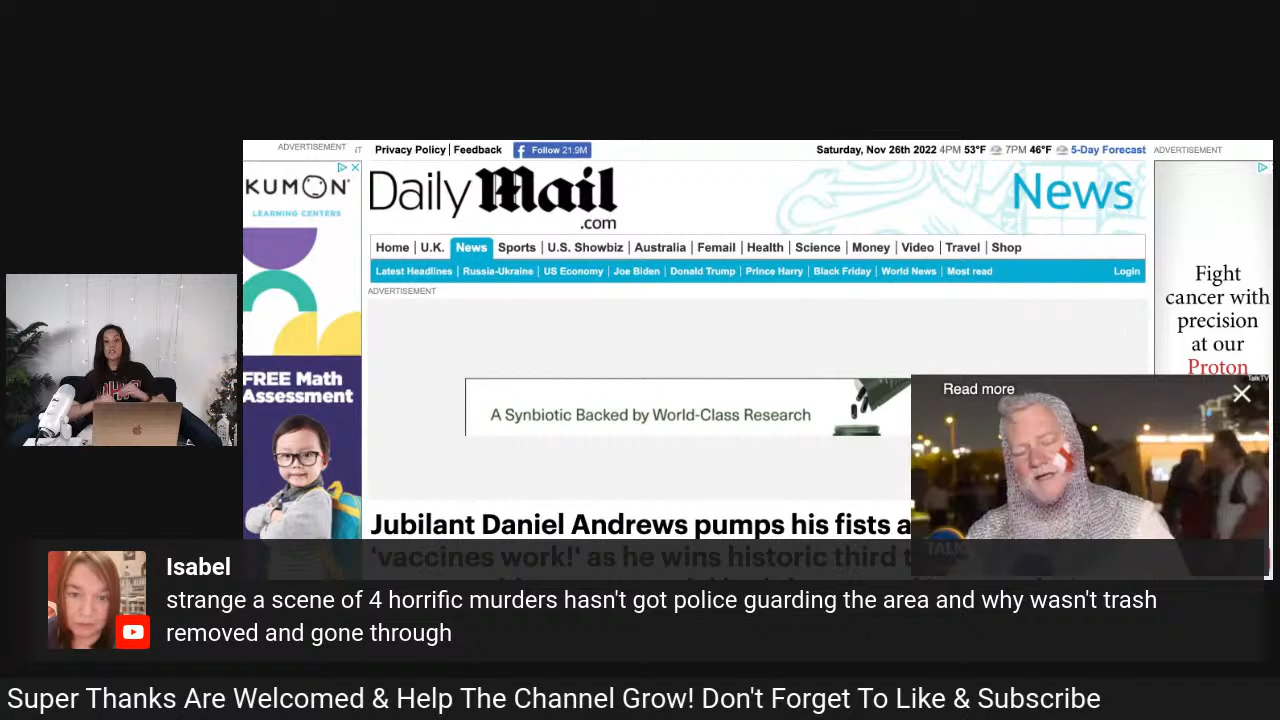 ADVERTISEMENT
Privacy Policy | Feedback
Follow 21.9M
Saturday, Nov 26th 2022 4PM 53°F 7PM 46°F 5-Day Forecast
ADVERTISEMENT
KUMON
LEARNING CENTERS
Daily Mail
.com
News
Home | U.K. | News | Sports | U.S. Showbiz | Australia | Femail | Health | Science | Money | Video | Travel | Shop
Latest Headlines | Russia-Ukraine | US Economy | Joe Biden | Donald Trump | Prince Harry | Black Friday | World News | Most read
Login
ADVERTISEMENT
Fight
cancer with
precision
at our
Proton
FREE Math
Assessment
A Synbiotic Backed by World-Class Research
Read more
TalkTV
Jubilant Daniel Andrews pumps his fists a
'vaccines work!' as he wins historic third t
TALK
Isabel
strange a scene of 4 horrific murders hasn't got police guarding the area and why wasn't trash
removed and gone through
Super Thanks Are Welcomed & Help The Channel Grow! Don't Forget To Like & Subscribe